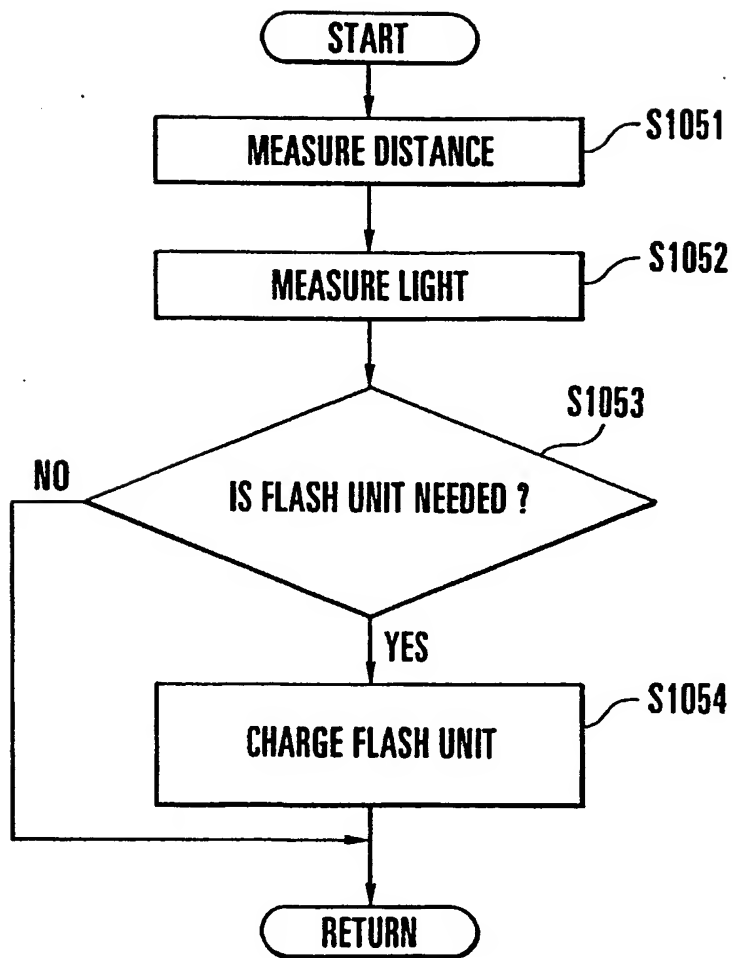 START
MEASURE DISTANCE
S1051
MEASURE LIGHT
S1052
IS FLASH UNIT NEEDED ?
S1053
NO
YES
CHARGE FLASH UNIT
S1054
RETURN